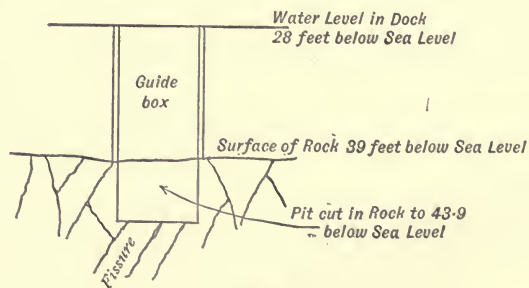 Water Level in Dock
28 feet below Sea Level
Guide
box
Surface of Rock 39 feet below Sea Level
Pit cut in Rock to 43·9
below Sea Level
Fissure